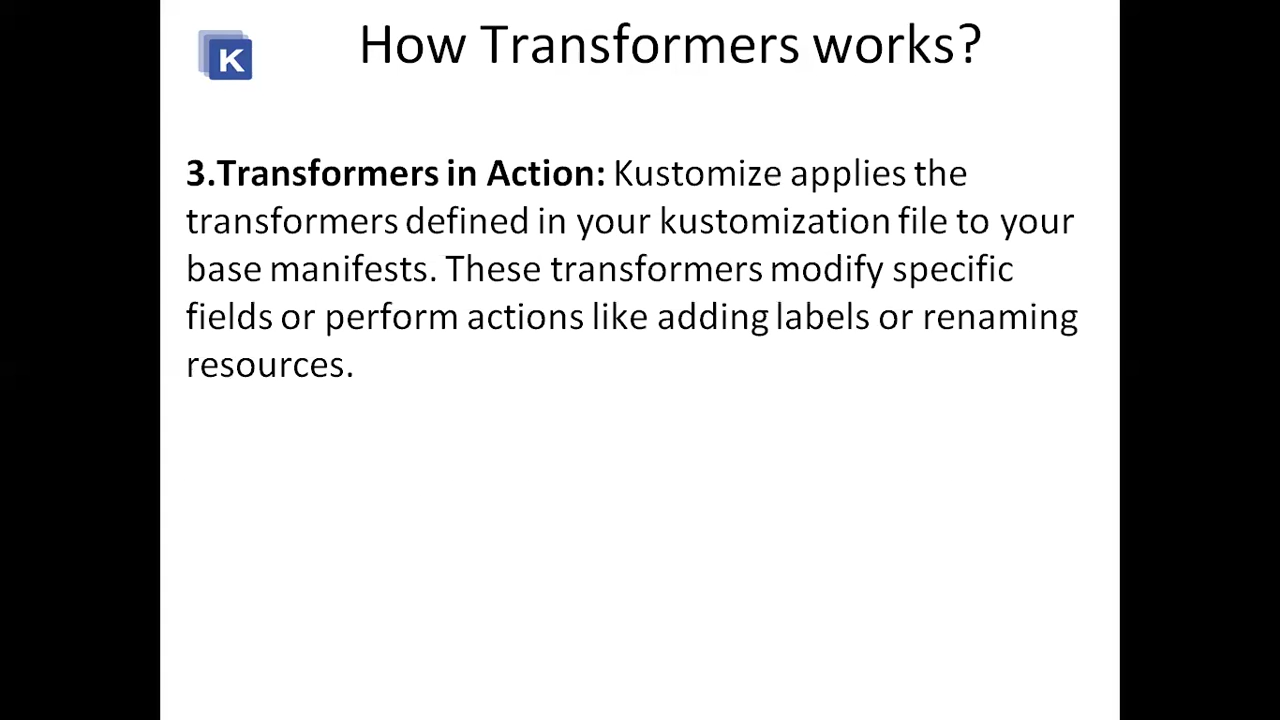 K
How Transformers works?
3.Transformers in Action: Kustomize applies the
transformers defined in your kustomization file to your
base manifests. These transformers modify specific
fields or perform actions like adding labels or renaming
resources.